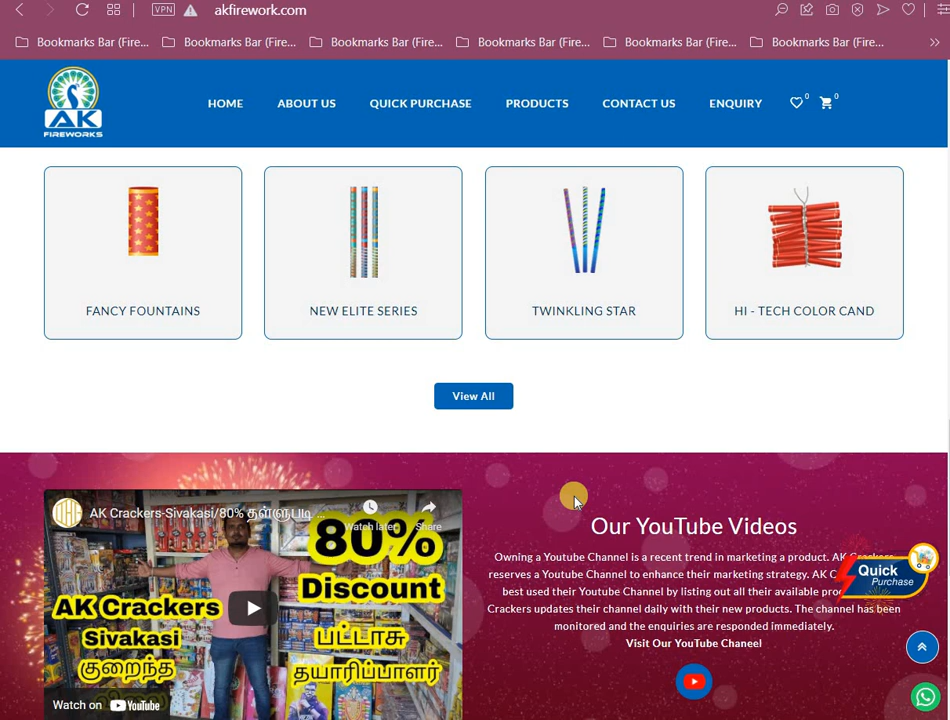 VPN akfirework.com
Bookmarks Bar (Fire... Bookmarks Bar (Fire... Bookmarks Bar (Fire... Bookmarks Bar (Fire... Bookmarks Bar (Fire... Bookmarks Bar (Fire... »
AK
FIREWORKS
HOME ABOUT US QUICK PURCHASE PRODUCTS CONTACT US ENQUIRY 0 0
FANCY FOUNTAINS NEW ELITE SERIES TWINKLING STAR HI - TECH COLOR CAND
View All
AK Crackers-Sivakasi/80% தள்ளுபடி ...
Watch later Share
80%
Discount
AK Crackers
Sivakasi
குறைந்த
பட்டாசு
தயாரிப்பாளர்
Watch on YouTube
Our YouTube Videos
Owning a Youtube Channel is a recent trend in marketing a product. AK Crackers
reserves a Youtube Channel to enhance their marketing strategy. AK
best used their Youtube Channel by listing out all their available
Crackers updates their channel daily with their new products. The channel has been
monitored and the enquiries are responded immediately.
Visit Our YouTube Chaneel
Quick
Purchase